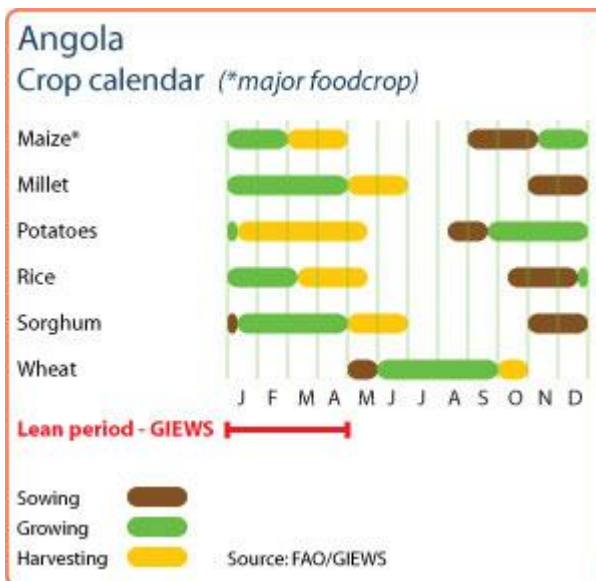 Angola
Crop calendar (*major foodcrop)
Maize*
Millet
Potatoes
Rice
Sorghum
Wheat
J F M A M J J A S O N D
Lean period - GIEWS
Sowing
Growing
Harvesting
Source: FAO/GIEWS